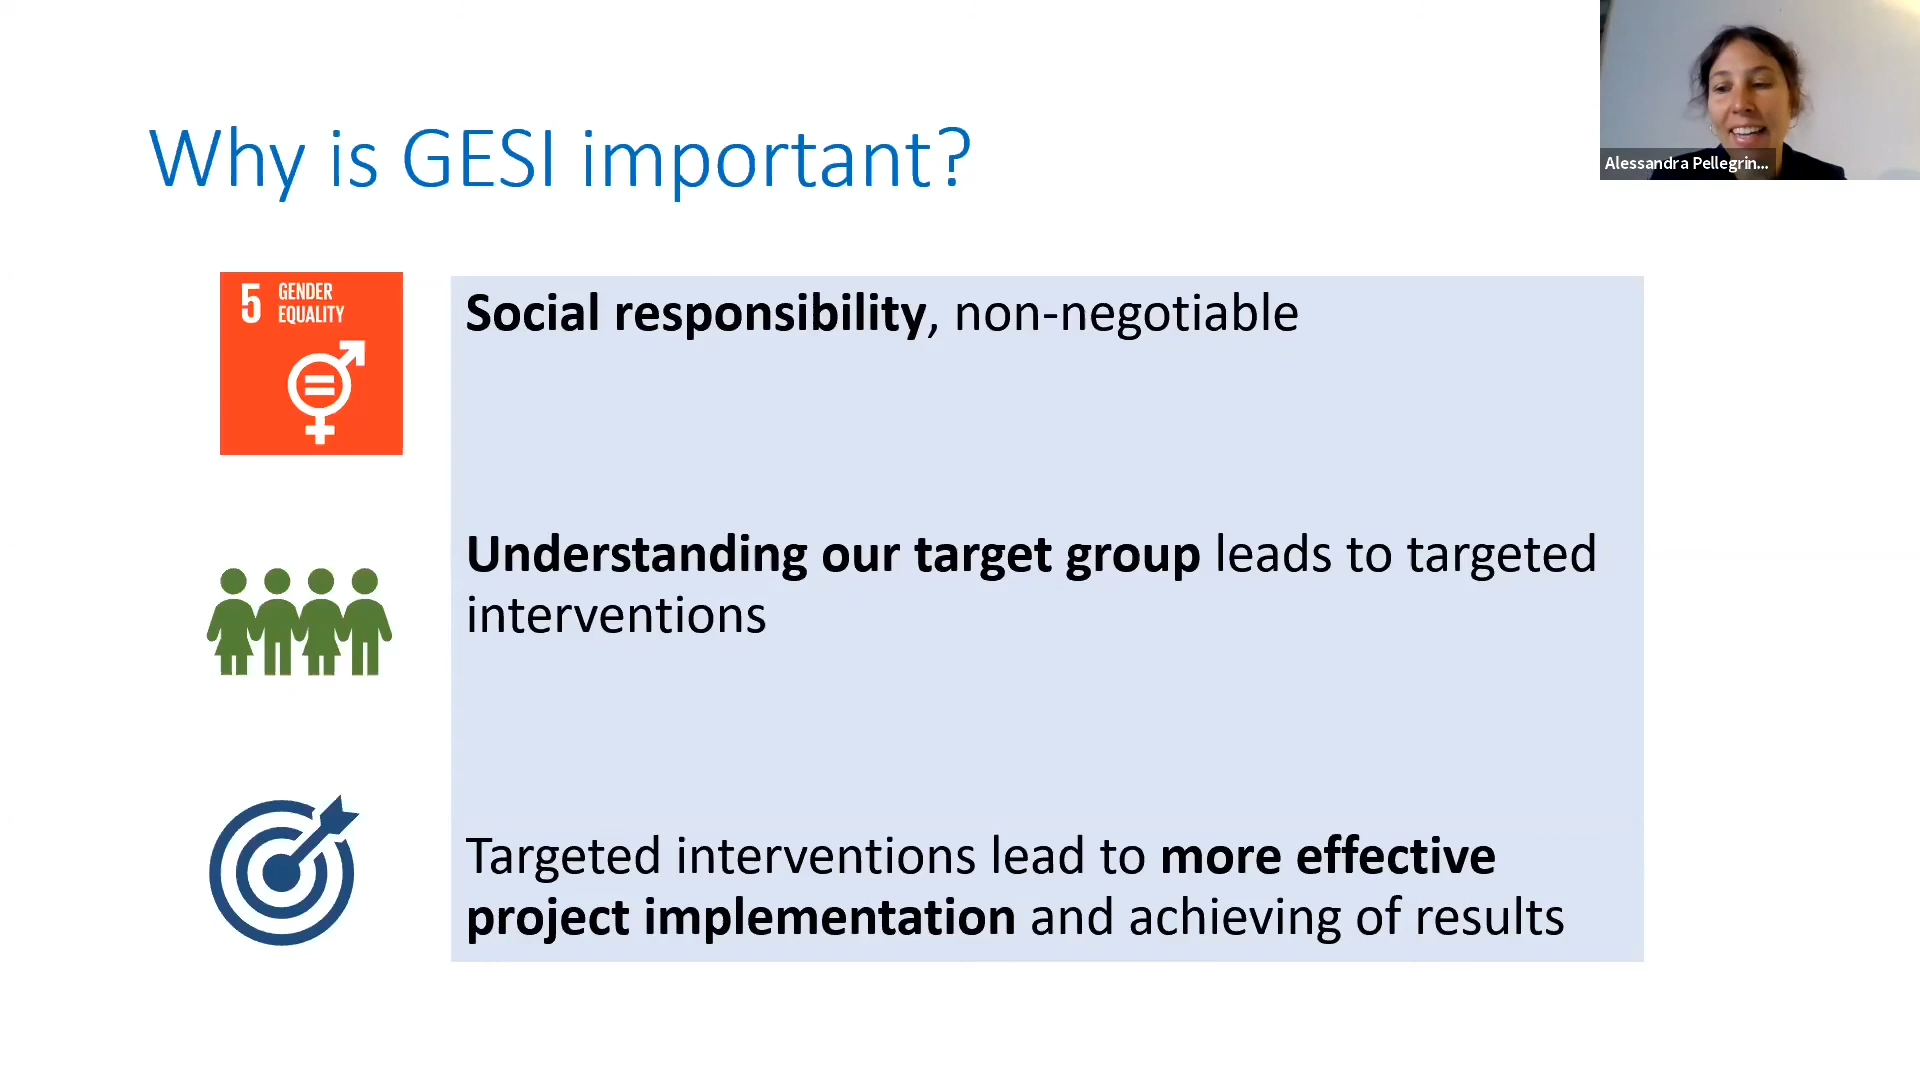 Why is GESI important?
Alessandra Pellegrin...
5 GENDER
EQUALITY
Social responsibility, non-negotiable
Understanding our target group leads to targeted
interventions
Targeted interventions lead to more effective
project implementation and achieving of results